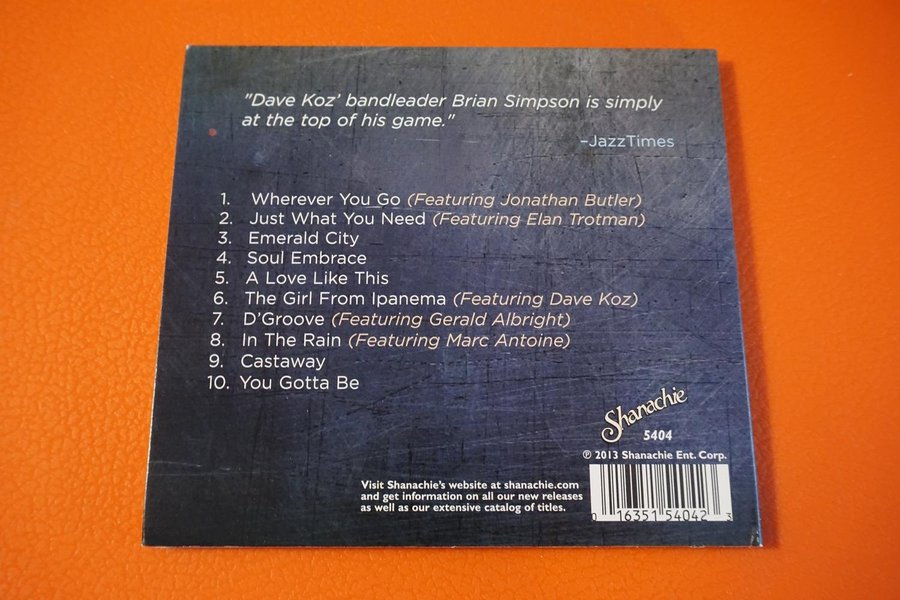 "Dave Koz' bandleader Brian Simpson is simply
at the top of his game."
–JazzTimes
1. Wherever You Go (Featuring Jonathan Butler)
2. Just What You Need (Featuring Elan Trotman)
3. Emerald City
4. Soul Embrace
5. A Love Like This
6. The Girl From Ipanema (Featuring Dave Koz)
7. D'Groove (Featuring Gerald Albright)
8. In The Rain (Featuring Marc Antoine)
9. Castaway
10. You Gotta Be
Shanachie
5404
℗ 2013 Shanachie Ent. Corp.
Visit Shanachie's website at shanachie.com
and get information on all our new releases
as well as our extensive catalog of titles.
0 16351 54042 3